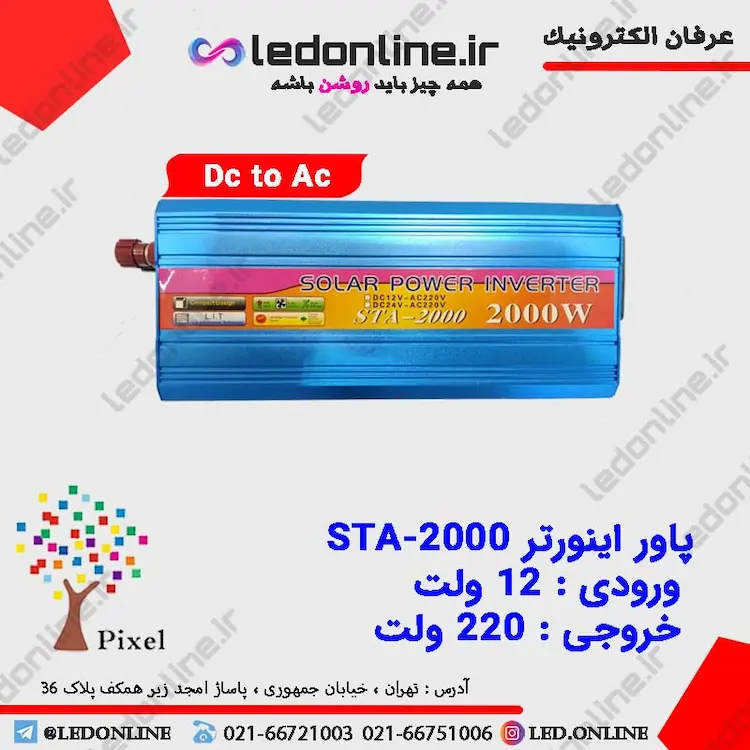 عرفان الکترونیک
ledonline.ir
همه چیز باید روشن باشه
Dc to Ac
SOLAR POWER INVERTER
DC12V-AC220V
DC24V-AC220V
STA-2000 2000W
Compact Design
L.I.T
پاور اینورتر STA-2000
ورودی : 12 ولت
خروجی : 220 ولت
Pixel
آدرس : تهران ، خیابان جمهوری ، پاساژ امجد زیر همکف پلاک 36
@LEDONLINE 021-66721003 021-66751006 LED.ONLINE